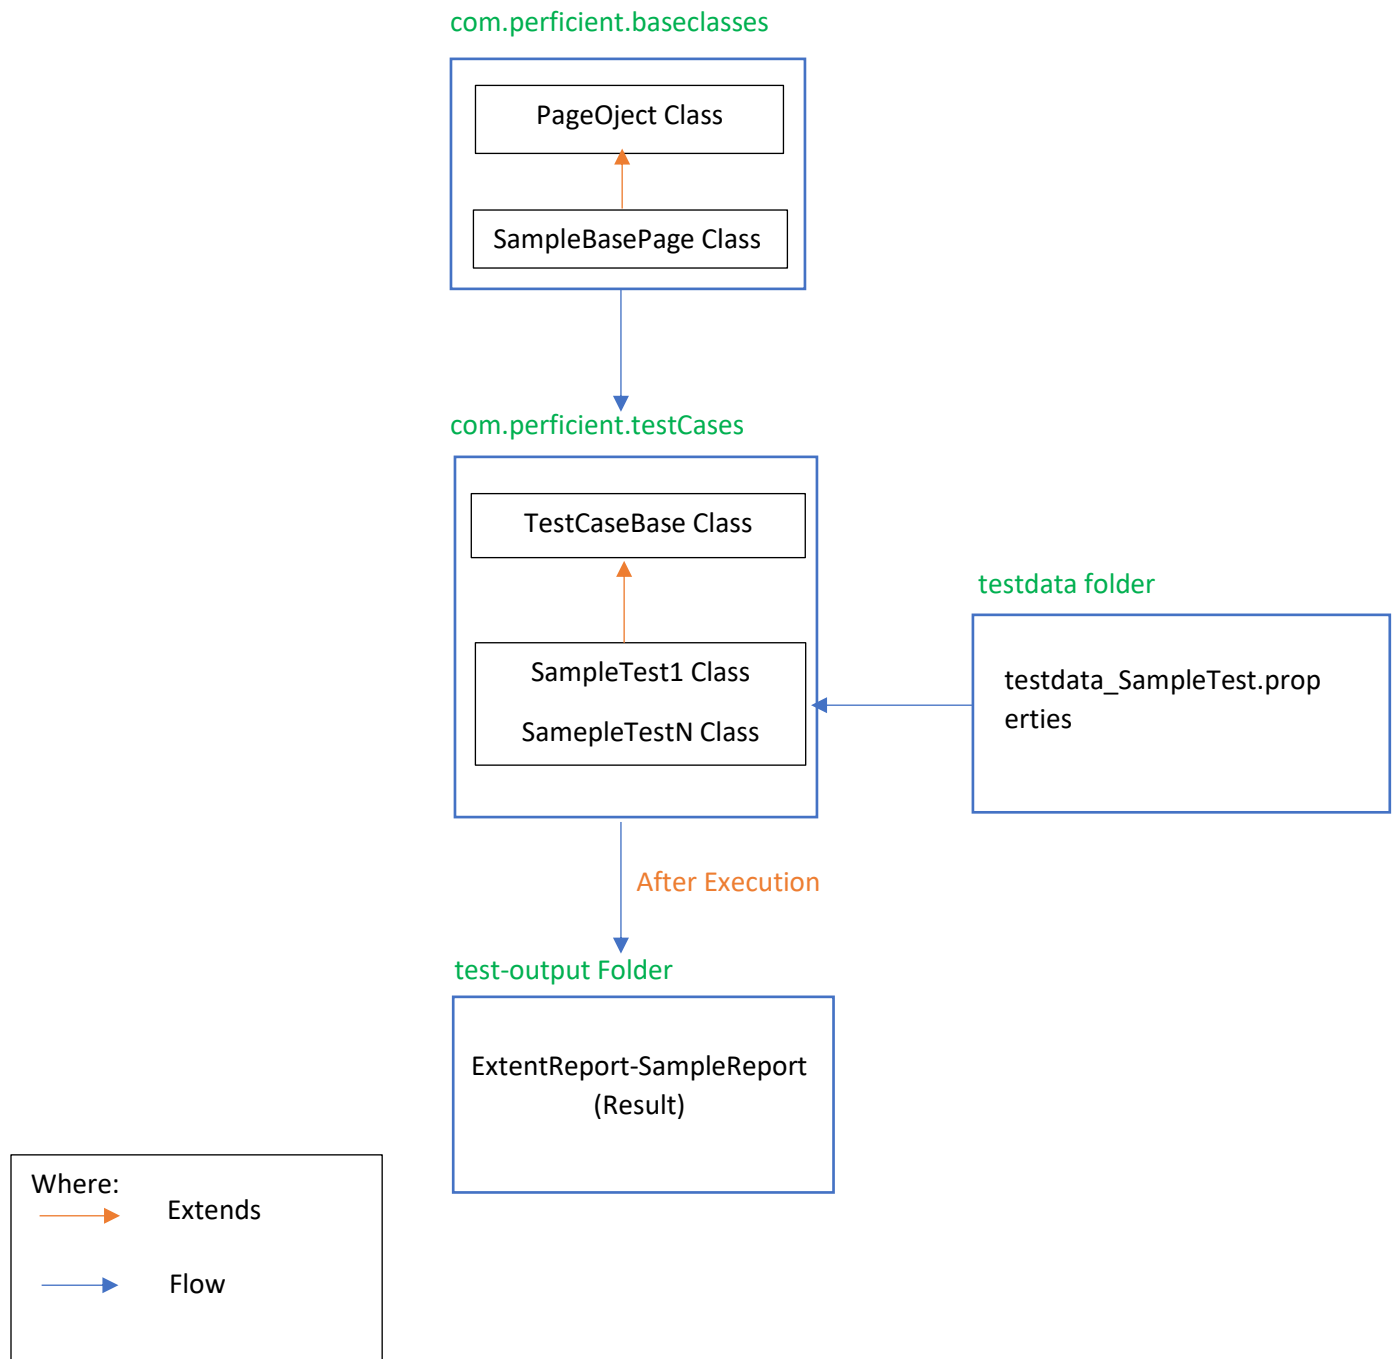 com.perficient.baseclasses
PageOject Class
SampleBasePage Class
com.perficient.testCases
TestCaseBase Class
SampleTest1 Class
SamepleTestN Class
testdata folder
testdata_SampleTest.prop
erties
After Execution
test-output Folder
ExtentReport-SampleReport
(Result)
Where:
Extends
Flow